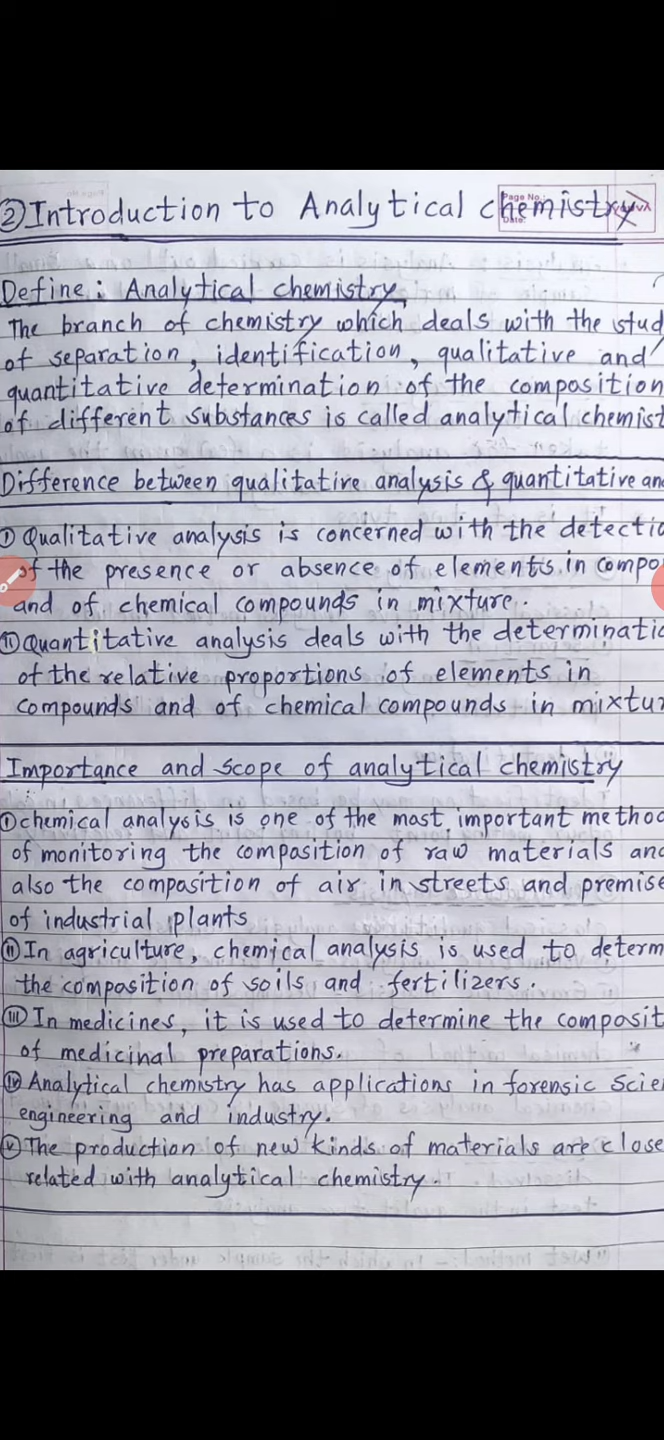 ② Introduction to Analytical chemistry
Page No.:
Date:
Define : Analytical chemistry
The branch of chemistry which deals with the stud
of separation, identification, qualitative and
quantitative determination of the composition
of different substances is called analytical chemist
Difference between qualitative analysis & quantitative an
① Qualitative analysis is concerned with the detectio
of the presence or absence of elements in compo
and of chemical compounds in mixture.
⑪ Quantitative analysis deals with the determinatio
of the relative proportions of elements in
compounds and of chemical compounds in mixtur
Importance and scope of analytical chemistry
① chemical analysis is one of the most important method
of monitoring the composition of raw materials and
also the composition of air in streets and premise
of industrial plants
ⓘⓘ In agriculture, chemical analysis is used to determ
the composition of soils and fertilizers.
ⓘⓘⓘ In medicines, it is used to determine the composit
of medicinal preparations.
ⓘⓥ Analytical chemistry has applications in forensic scie
engineering and industry.
ⓥ The production of new kinds of materials are close
related with analytical chemistry.